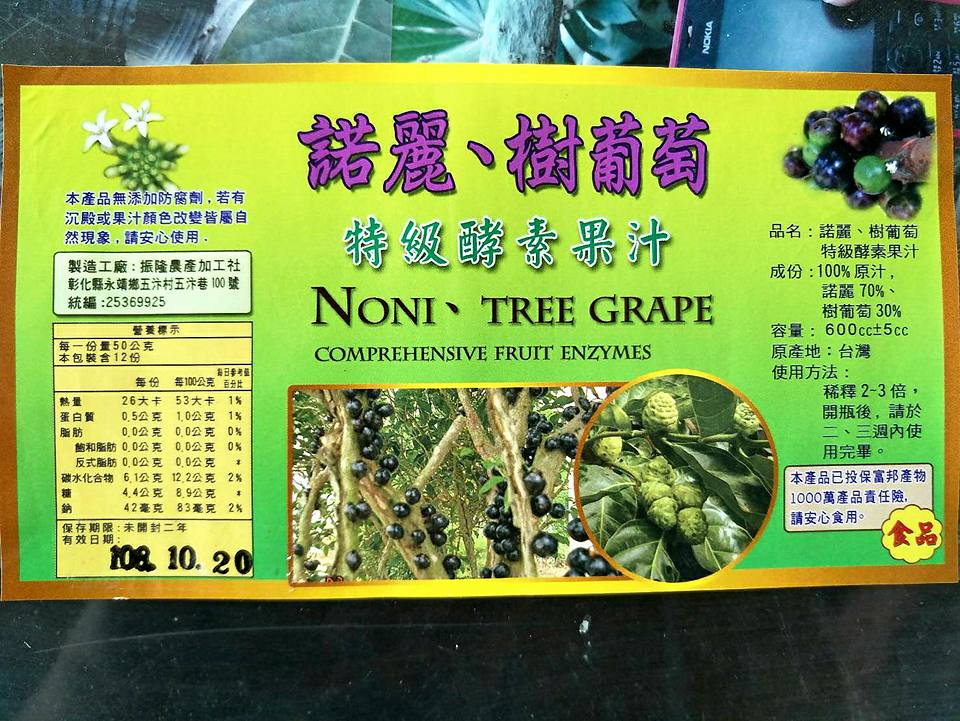 NOKIA
諾麗、樹葡萄
特級酵素果汁
NONI、TREE GRAPE
COMPREHENSIVE FRUIT ENZYMES
本產品無添加防腐劑,若有
沉殿或果汁顏色改變皆屬自
然現象,請安心使用.
製造工廠:振隆農產加工社
彰化縣永靖鄉五汴村五汴巷100號
統編:25369925
營養標示
每一份量50公克
本包裝含12份
每份 每100公克 每日參考值百分比
熱量 26大卡 53大卡 1%
蛋白質 0.5公克 1.0公克 1%
脂肪 0.0公克 0.0公克 0%
飽和脂肪 0.0公克 0.0公克 0%
反式脂肪 0.0公克 0.0公克 *
碳水化合物 6.1公克 12.2公克 2%
糖 4.4公克 8.9公克 *
鈉 42毫克 83毫克 2%
保存期限:未開封二年
有效日期:
108. 10. 20
品名:諾麗、樹葡萄
特級酵素果汁
成份:100%原汁,
諾麗70%、
樹葡萄30%
容量:600cc±5cc
原產地:台灣
使用方法:
稀釋2~3倍,
開瓶後,請於
二、三週內使
用完畢。
本產品已投保富邦產物
1000萬產品責任險,
請安心食用。
食品